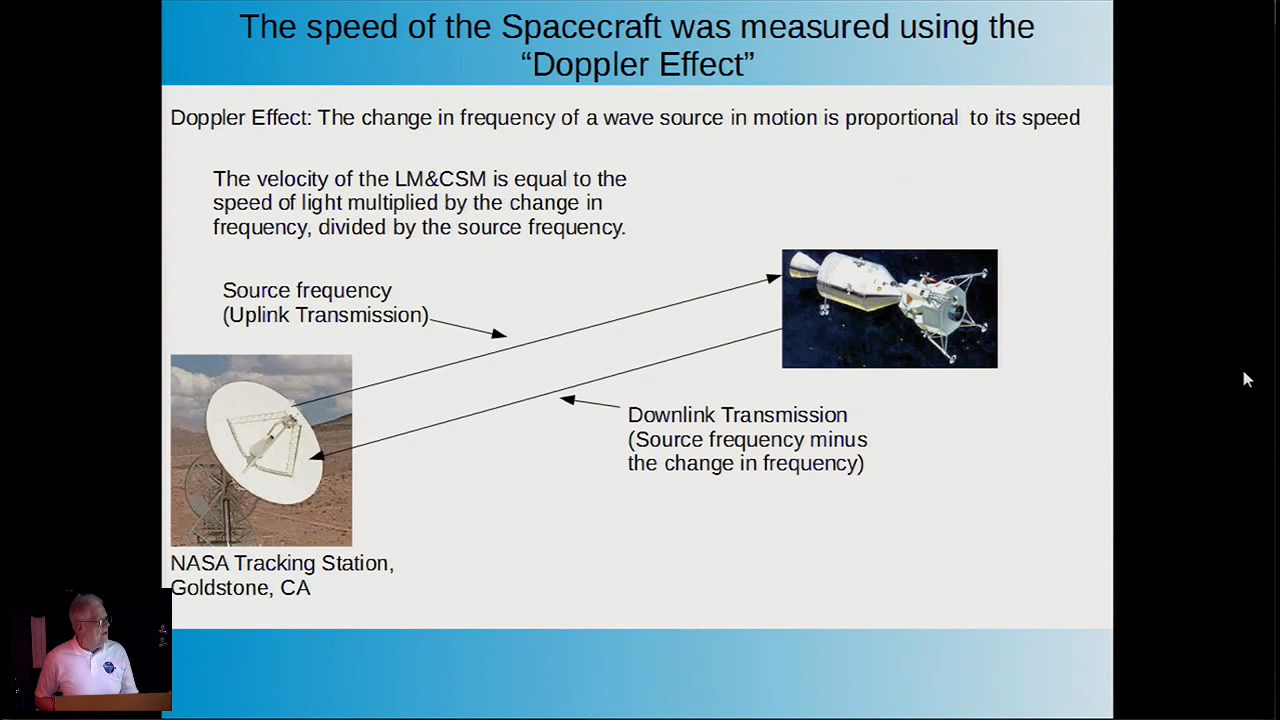 The speed of the Spacecraft was measured using the
“Doppler Effect”
Doppler Effect: The change in frequency of a wave source in motion is proportional to its speed
The velocity of the LM&CSM is equal to the
speed of light multiplied by the change in
frequency, divided by the source frequency.
Source frequency
(Uplink Transmission)
Downlink Transmission
(Source frequency minus
the change in frequency)
NASA Tracking Station,
Goldstone, CA